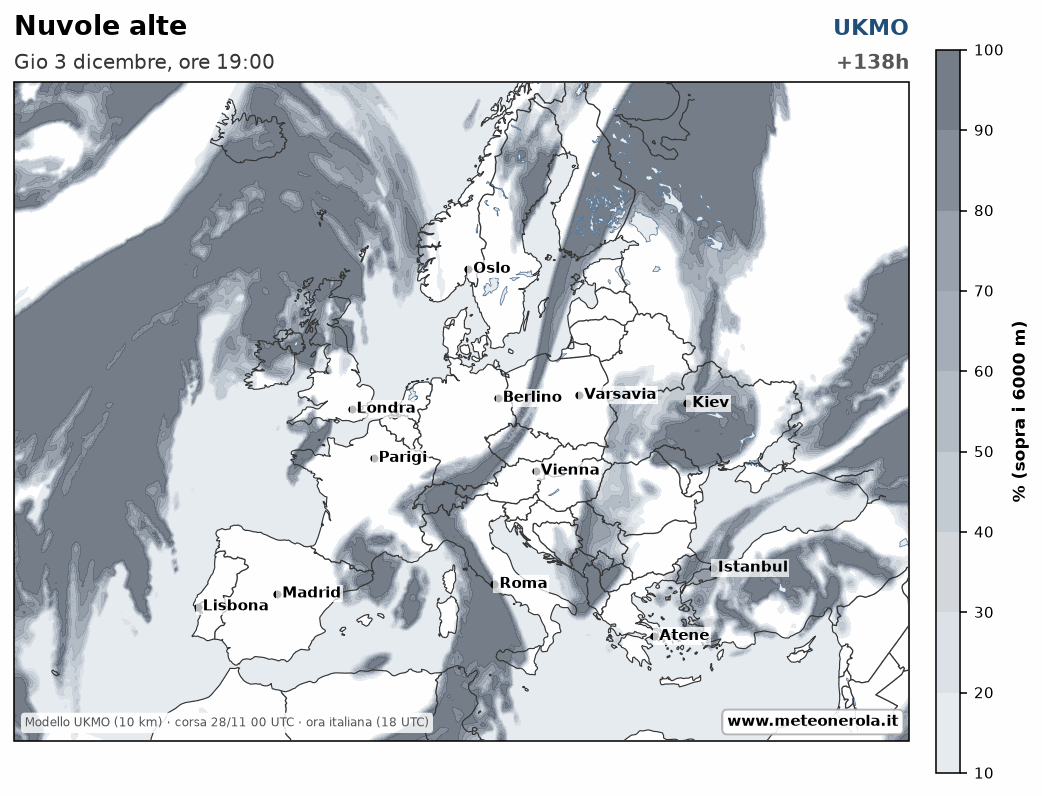 Nuvole alte
UKMO
Gio 3 dicembre, ore 19:00
+138h
Oslo
Berlino
Varsavia
Kiev
Londra
Parigi
Vienna
Istanbul
Roma
Madrid
Lisbona
Atene
Modello UKMO (10 km) · corsa 28/11 00 UTC · ora italiana (18 UTC)
www.meteonerola.it
100
90
80
70
60
50
40
30
20
10
% (sopra i 6000 m)